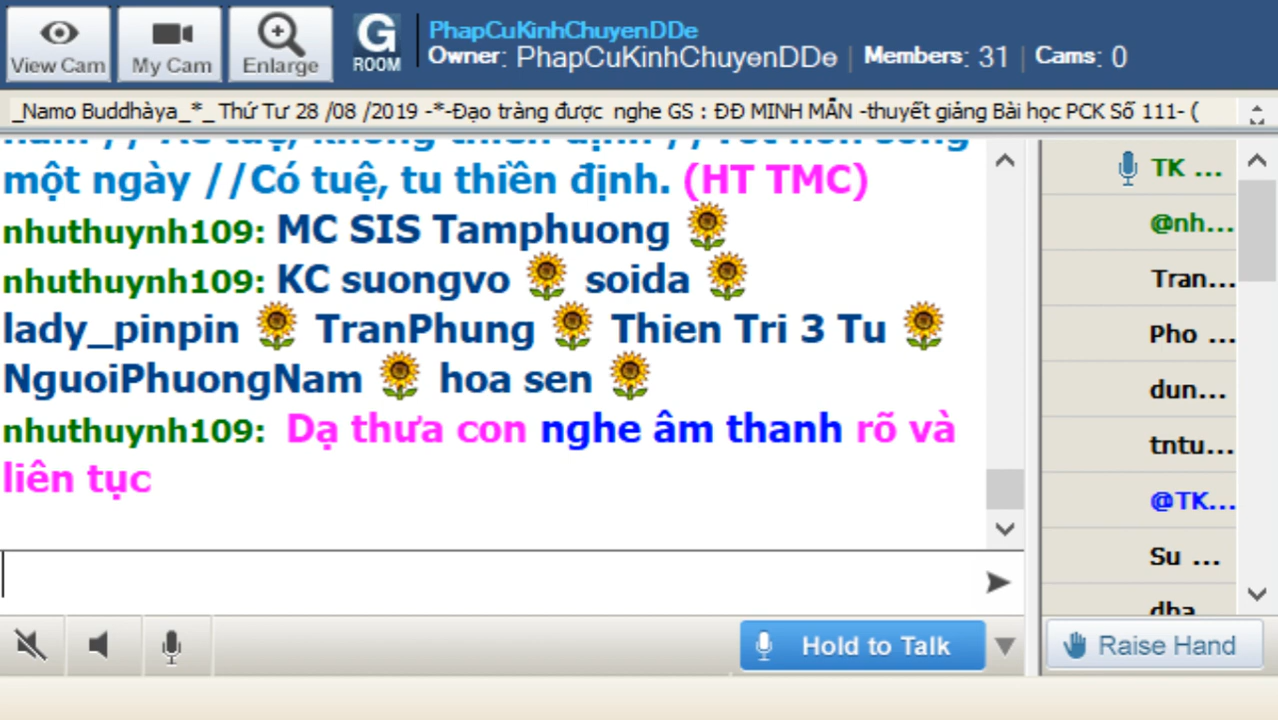 View Cam
My Cam
Enlarge
G
ROOM
PhapCuKinhChuyenDDe
Owner: PhapCuKinhChuyenDDe | Members: 31 | Cams: 0
_Namo Buddhàya_*_ Thứ Tư 28 /08 /2019 -*-Đạo tràng được nghe GS : ĐĐ MINH MẪN -thuyết giảng Bài học PCK Số 111- (
một ngày //Có tuệ, tu thiền định. (HT TMC)
nhuthuynh109: MC SIS Tamphuong
nhuthuynh109: KC suongvo soida
lady_pinpin TranPhung Thien Tri 3 Tu
NguoiPhuongNam hoa sen
nhuthuynh109: Dạ thưa con nghe âm thanh rõ và
liên tục
TK ...
@nh...
Tran...
Pho ...
dun...
tntu...
@TK...
Su ...
dba
Hold to Talk
Raise Hand